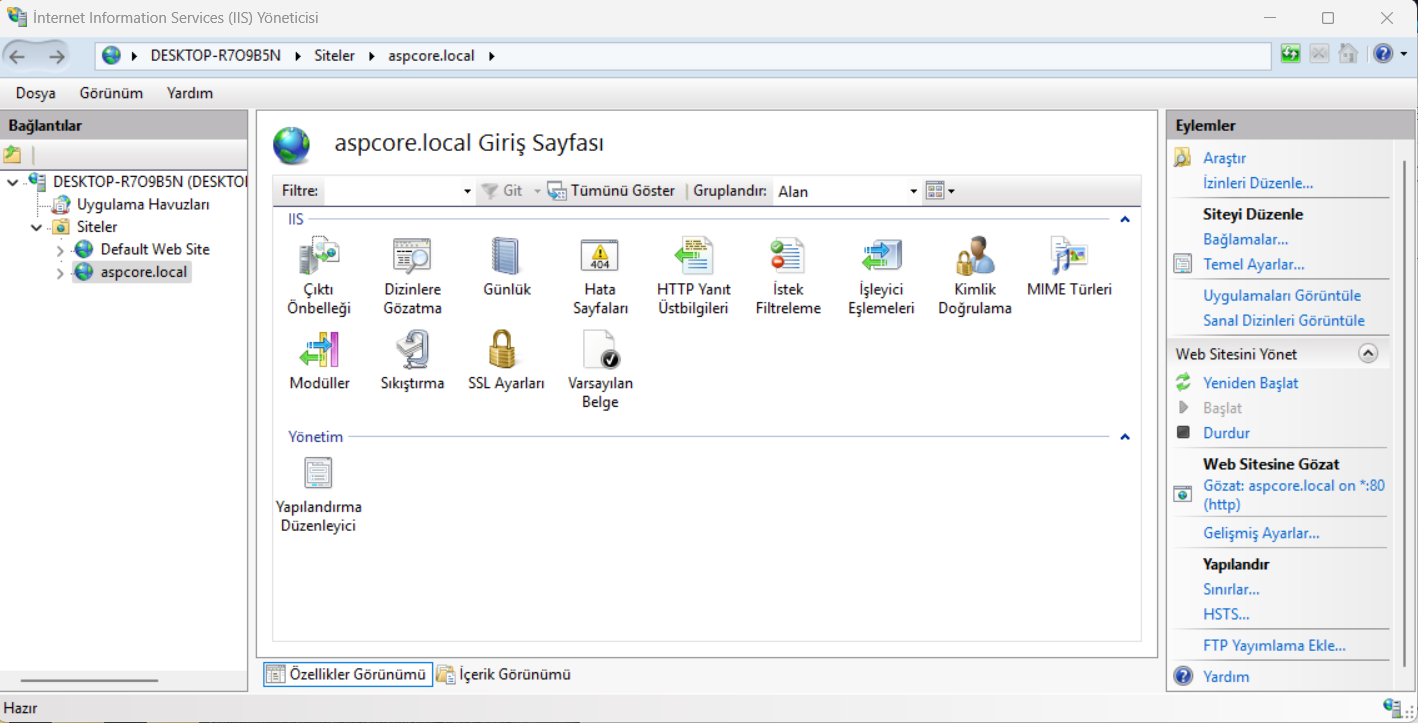 İnternet Information Services (IIS) Yöneticisi
DESKTOP-R7O9B5N
Siteler
aspcore.local
Dosya
Görünüm
Yardım
Bağlantılar
DESKTOP-R7O9B5N (DESKTO
Uygulama Havuzları
Siteler
Default Web Site
aspcore.local
aspcore.local Giriş Sayfası
Filtre:
Git
Tümünü Göster
Gruplandır:
Alan
IIS
Çıktı
Önbelleği
Dizinlere
Gözatma
Günlük
404
Hata
Sayfaları
HTTP Yanıt
Üstbilgileri
İstek
Filtreleme
İşleyici
Eşlemeleri
Kimlik
Doğrulama
MIME Türleri
Modüller
Sıkıştırma
SSL Ayarları
Varsayılan
Belge
Yönetim
Yapılandırma
Düzenleyici
Özellikler Görünümü
İçerik Görünümü
Eylemler
Araştır
İzinleri Düzenle...
Siteyi Düzenle
Bağlamalar...
Temel Ayarlar...
Uygulamaları Görüntüle
Sanal Dizinleri Görüntüle
Web Sitesini Yönet
Yeniden Başlat
Başlat
Durdur
Web Sitesine Gözat
Gözat: aspcore.local on *:80
(http)
Gelişmiş Ayarlar...
Yapılandır
Sınırlar...
HSTS...
FTP Yayımlama Ekle...
Yardım
Hazır